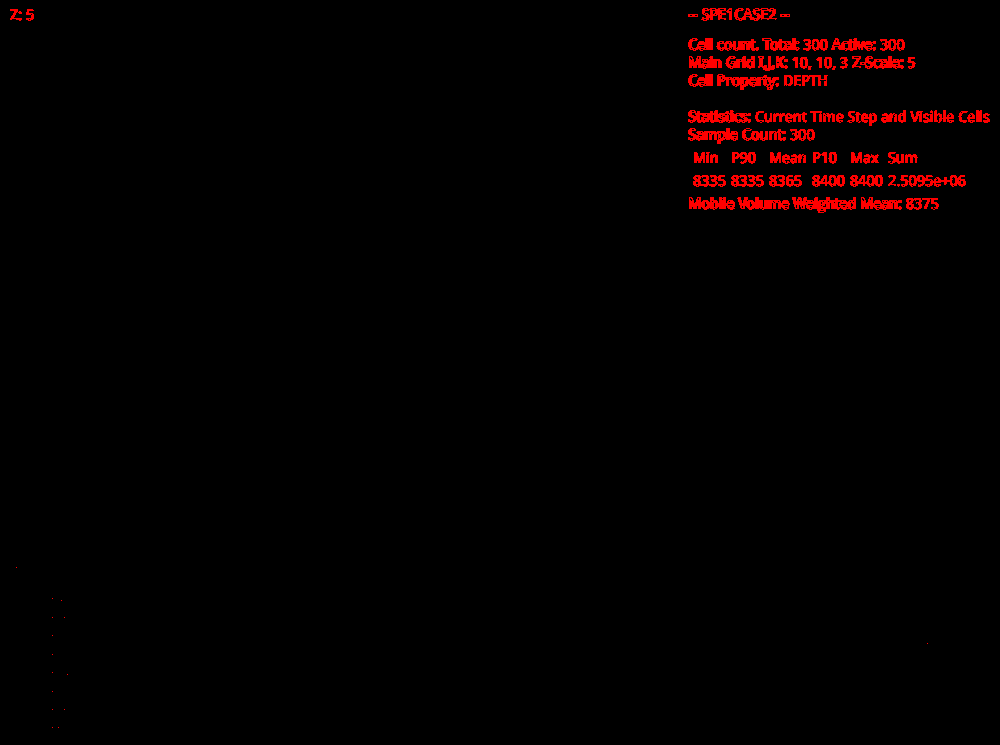 Z: 5
-- SPE1CASE2 --
Cell count. Total: 300 Active: 300
Main Grid I,J,K: 10, 10, 3 Z-Scale: 5
Cell Property: DEPTH
Statistics: Current Time Step and Visible Cells
Sample Count: 300
Min P90 Mean P10 Max Sum
8335 8335 8365 8400 8400 2.5095e+06
Mobile Volume Weighted Mean: 8375